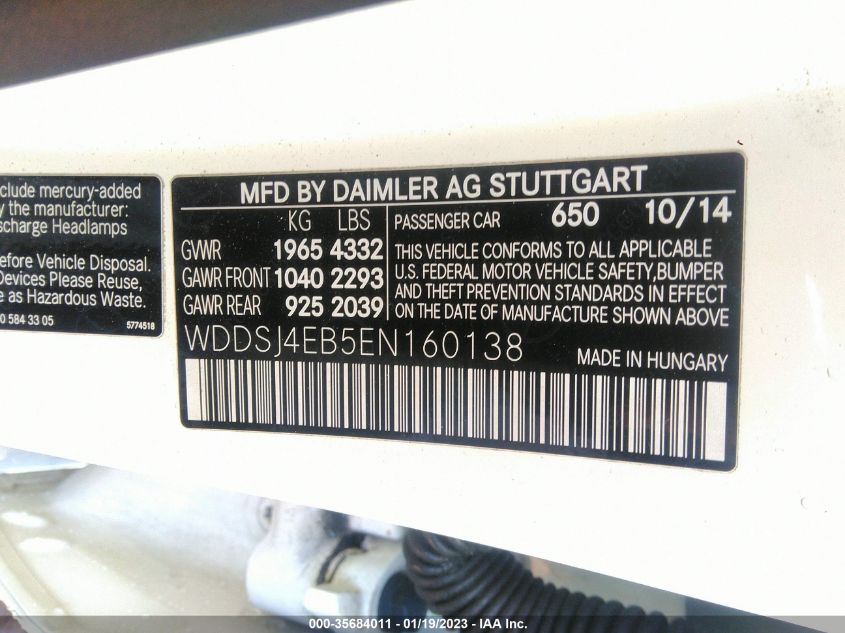 nclude mercury-added
y the manufacturer:
scharge Headlamps
efore Vehicle Disposal.
Devices Please Reuse,
e as Hazardous Waste.
0 584 33 05
5774518
MFD BY DAIMLER AG STUTTGART
KG LBS
GVWR 1965 4332
GAWR FRONT 1040 2293
GAWR REAR 925 2039
PASSENGER CAR 650 10/14
THIS VEHICLE CONFORMS TO ALL APPLICABLE
U.S. FEDERAL MOTOR VEHICLE SAFETY,BUMPER
AND THEFT PREVENTION STANDARDS IN EFFECT
ON THE DATE OF MANUFACTURE SHOWN ABOVE
WDDSJ4EB5EN160138
MADE IN HUNGARY
000-35684011 - 01/19/2023 - IAA Inc.